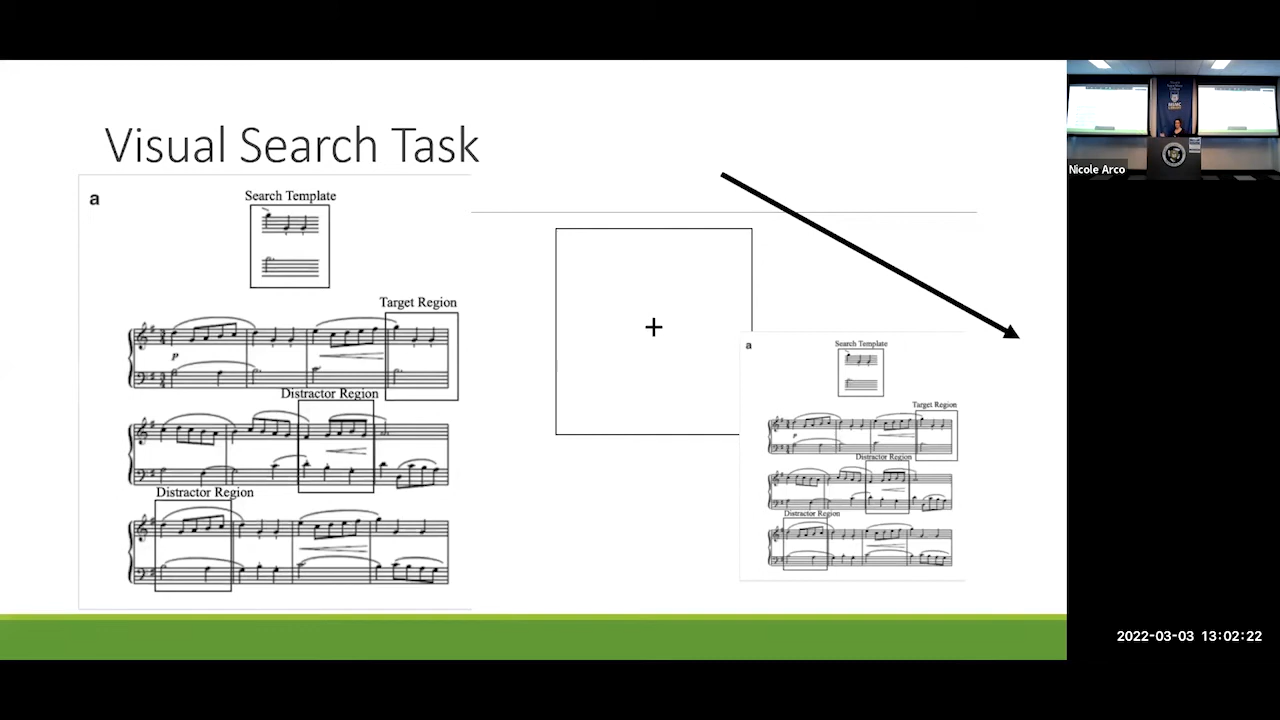 Visual Search Task
a
Search Template
Target Region
p
Distractor Region
Distractor Region
+
a
Search Template
Target Region
p
Distractor Region
Distractor Region
Nicole Arco
2022-03-03 13:02:22